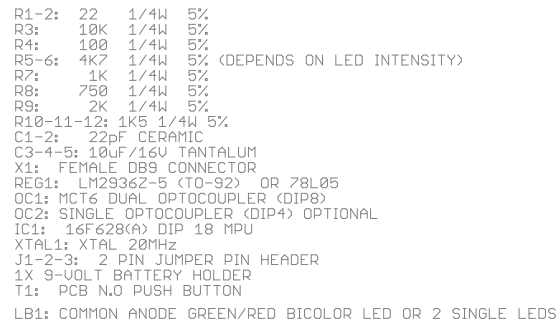 R1-2: 22 1/4W 5%
R3: 10K 1/4W 5%
R4: 100 1/4W 5%
R5-6: 4K7 1/4W 5% (DEPENDS ON LED INTENSITY)
R7: 1K 1/4W 5%
R8: 750 1/4W 5%
R9: 2K 1/4W 5%
R10-11-12: 1K5 1/4W 5%
C1-2: 22pF CERAMIC
C3-4-5: 10uF/16V TANTALUM
X1: FEMALE DB9 CONNECTOR
REG1: LM2936Z-5 (TO-92) OR 78L05
OC1: MCT6 DUAL OPTOCOUPLER (DIP8)
OC2: SINGLE OPTOCOUPLER (DIP4) OPTIONAL
IC1: 16F628(A) DIP 18 MPU
XTAL1: XTAL 20MHz
J1-2-3: 2 PIN JUMPER PIN HEADER
1X 9-VOLT BATTERY HOLDER
T1: PCB N.O PUSH BUTTON
LB1: COMMON ANODE GREEN/RED BICOLOR LED OR 2 SINGLE LEDS